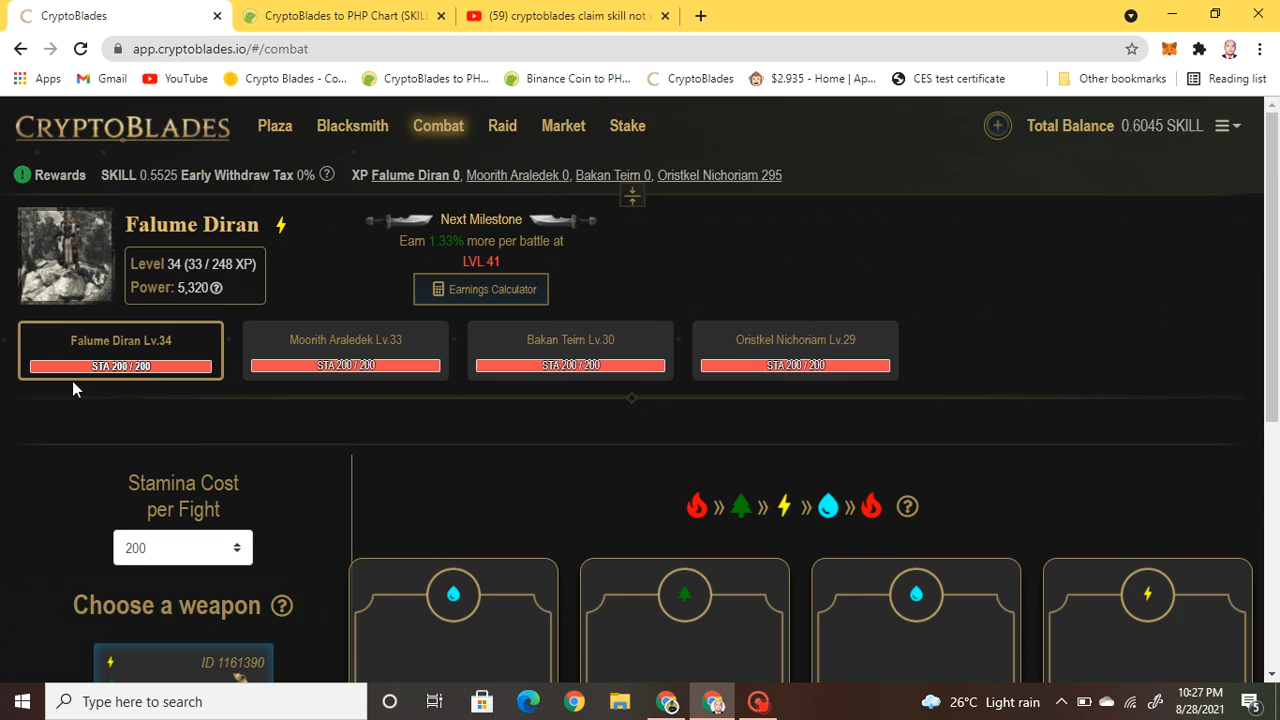 CryptoBlades
CryptoBlades to PHP Chart (SKILL
(59) cryptoblades claim skill not
app.cryptoblades.io/#/combat
Apps
Gmail
YouTube
Crypto Blades - Co...
CryptoBlades to PH...
Binance Coin to PH...
CryptoBlades
$2.935 - Home | Ap...
CES test certificate
Other bookmarks
Reading list
CRYPTOBLADES
Plaza
Blacksmith
Combat
Raid
Market
Stake
Total Balance 0.6045 SKILL
! Rewards SKILL 0.5525 Early Withdraw Tax 0% ? XP Falume Diran 0, Moorith Araledek 0, Bakan Teirn 0, Oristkel Nichoriam 295
Falume Diran
Level 34 (33 / 248 XP)
Power: 5,320 ?
Next Milestone
Earn 1.33% more per battle at
LVL 41
Earnings Calculator
Falume Diran Lv.34
STA 200 / 200
Moorith Araledek Lv.33
STA 200 / 200
Bakan Teirn Lv.30
STA 200 / 200
Oristkel Nichoriam Lv.29
STA 200 / 200
Stamina Cost
per Fight
200
» » » » ?
Choose a weapon ?
ID 1161390
Type here to search
26°C Light rain
10:27 PM
8/28/2021
5